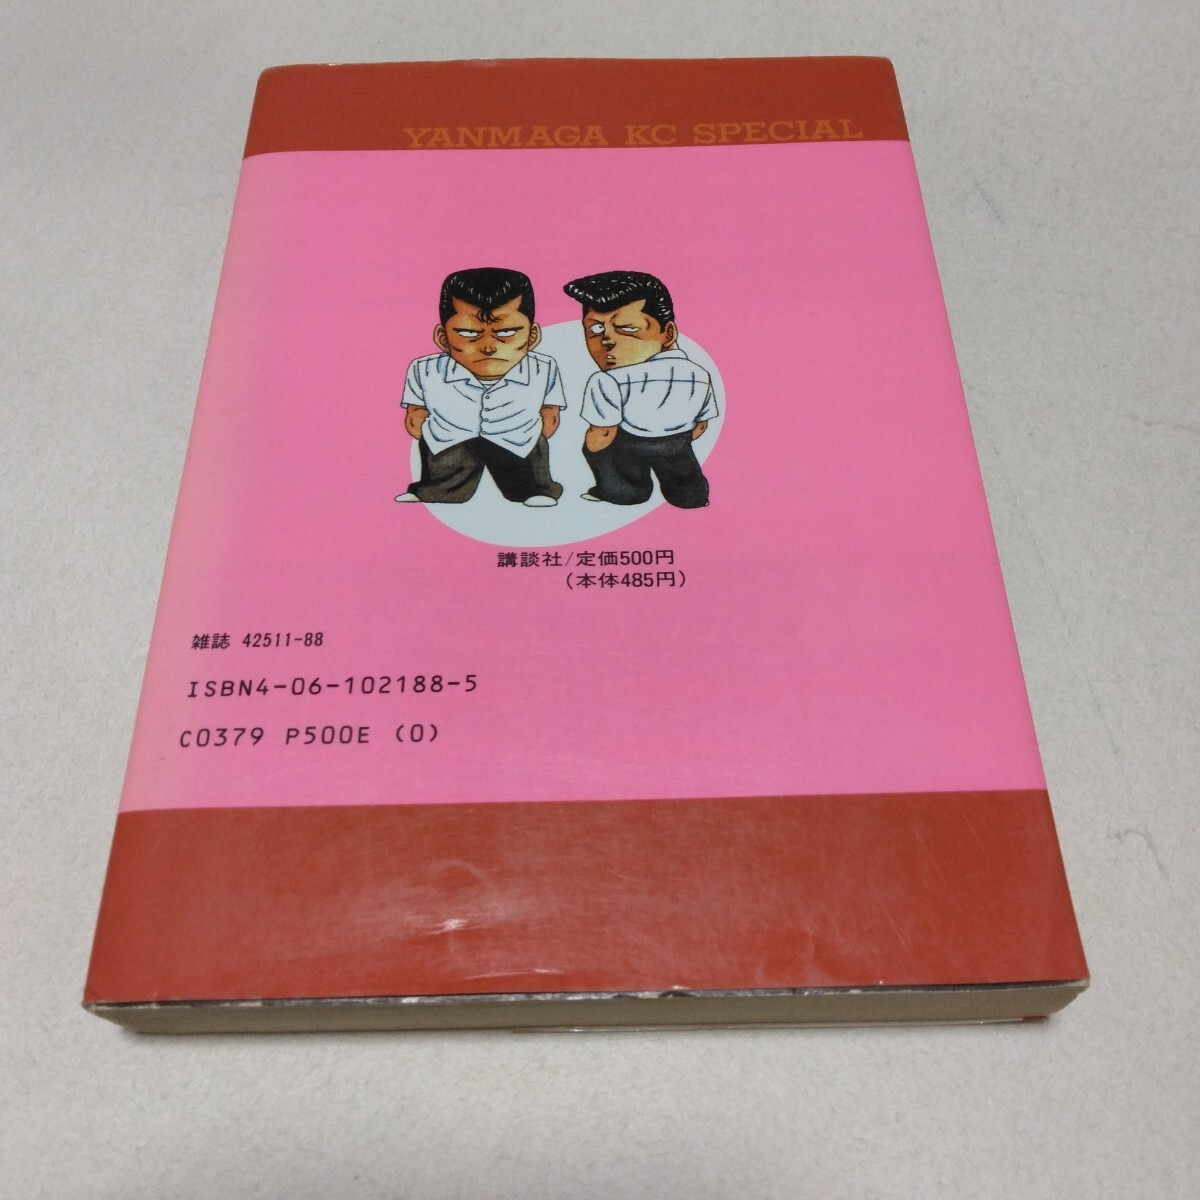 YANMAGA KC SPECIAL
講談社/定価500円
(本体485円)
雑誌 42511-88
ISBN4-06-102188-5
C0379 P500E (0)